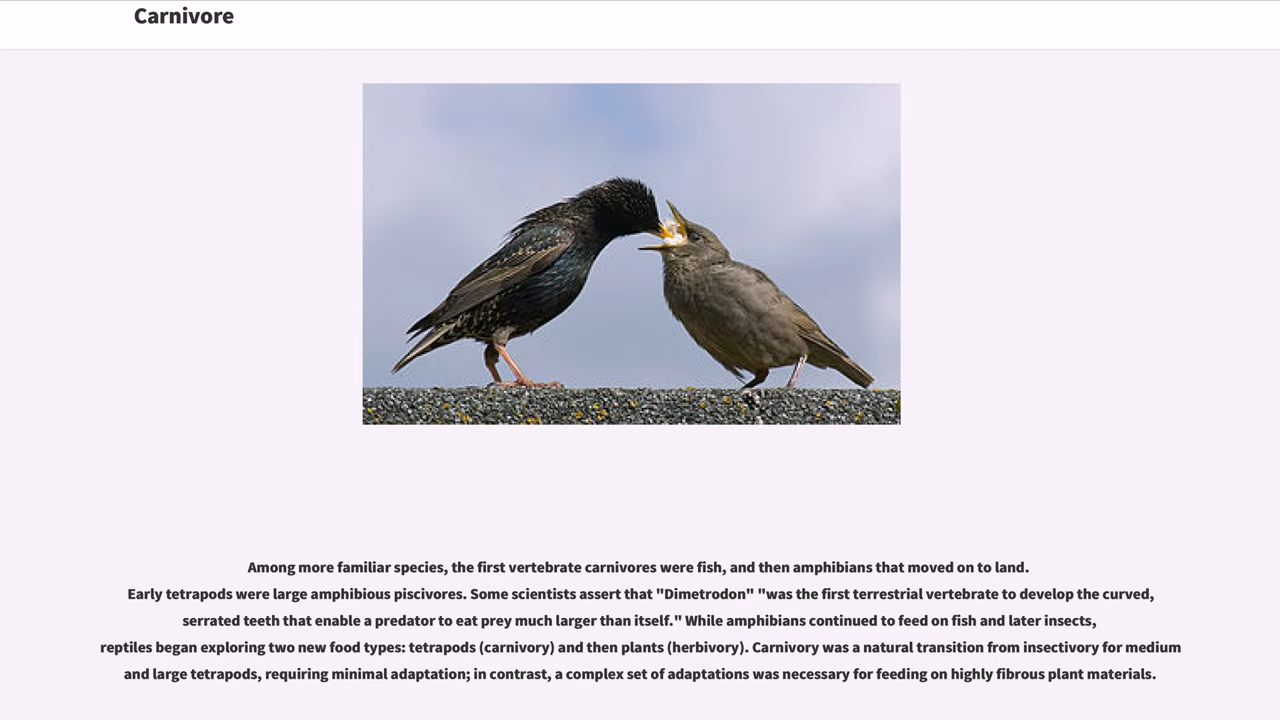 Carnivore
Among more familiar species, the first vertebrate carnivores were fish, and then amphibians that moved on to land.
Early tetrapods were large amphibious piscivores. Some scientists assert that "Dimetrodon" "was the first terrestrial vertebrate to develop the curved,
serrated teeth that enable a predator to eat prey much larger than itself." While amphibians continued to feed on fish and later insects,
reptiles began exploring two new food types: tetrapods (carnivory) and then plants (herbivory). Carnivory was a natural transition from insectivory for medium
and large tetrapods, requiring minimal adaptation; in contrast, a complex set of adaptations was necessary for feeding on highly fibrous plant materials.